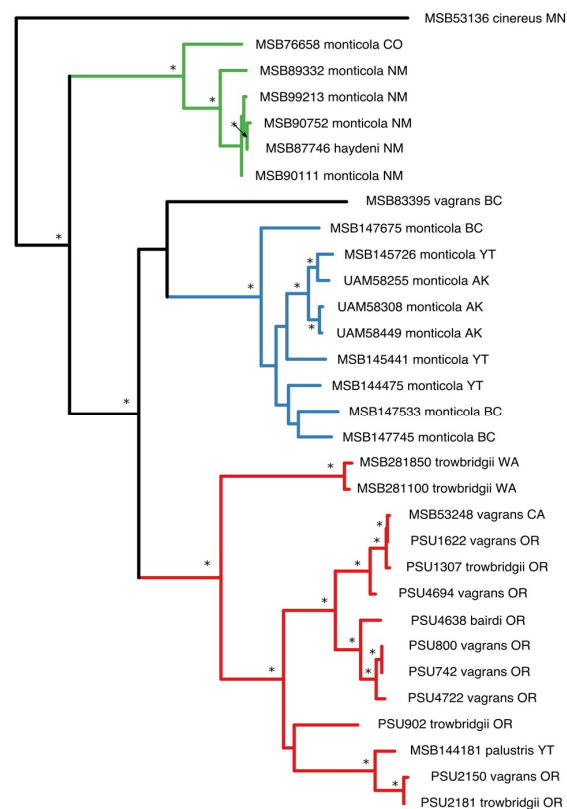 MSB53136 cinereus MN
MSB76658 monticola CO
*
MSB89332 monticola NM
*
MSB99213 monticola NM
*
MSB90752 monticola NM
MSB87746 haydeni NM
MSB90111 monticola NM
MSB83395 vagrans BC
MSB147675 monticola BC
*
MSB145726 monticola YT
*
*
UAM58255 monticola AK
*
UAM58308 monticola AK
*
UAM58449 monticola AK
MSB145441 monticola YT
MSB144475 monticola YT
*
MSB147533 monticola BC
MSB147745 monticola BC
*
MSB281850 trowbridgii WA
MSB281100 trowbridgii WA
MSB53248 vagrans CA
*
*
PSU1622 vagrans OR
*
*
PSU1307 trowbridgii OR
PSU4694 vagrans OR
*
PSU4638 bairdi OR
*
PSU800 vagrans OR
*
*
PSU742 vagrans OR
*
PSU4722 vagrans OR
PSU902 trowbridgii OR
MSB144181 palustris YT
*
PSU2150 vagrans OR
*
PSU2181 trowbridgii OR